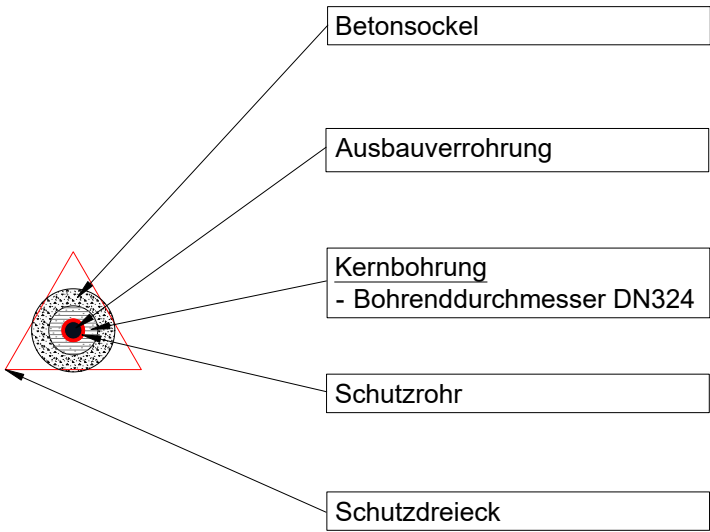 Betonsockel
Ausbauverrohrung
Kernbohrung
- Bohrenddurchmesser DN324
Schutzrohr
Schutzdreieck